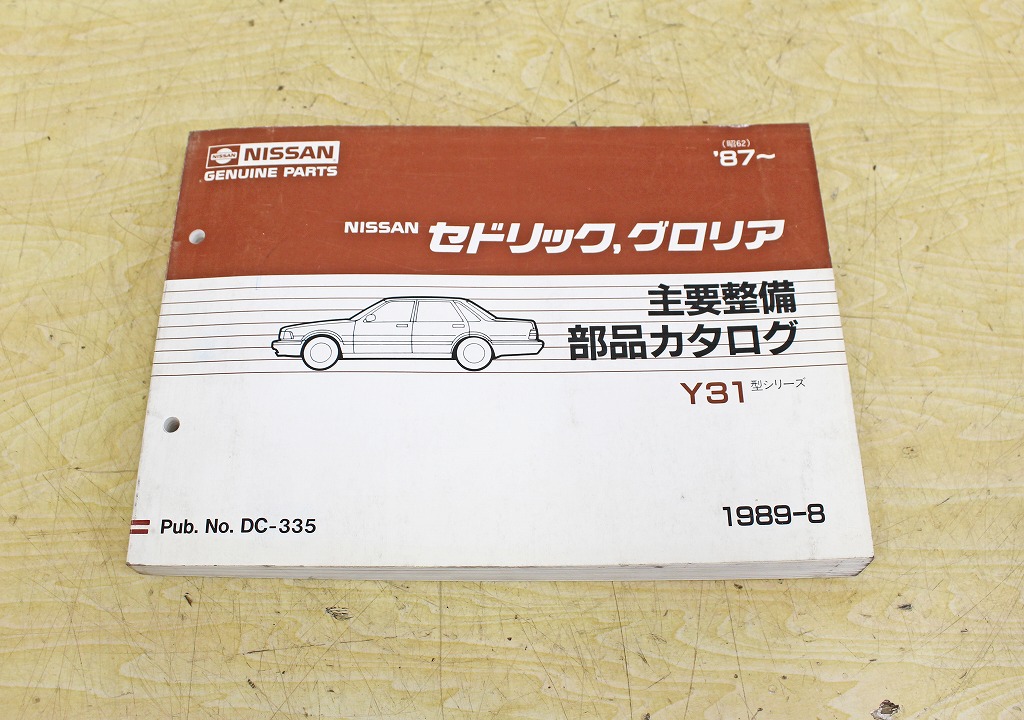 NISSAN NISSAN
GENUINE PARTS
(昭62)
'87~
NISSAN セドリック, グロリア
主要整備
部品カタログ
Y31 型シリーズ
Pub. No. DC-335
1989-8